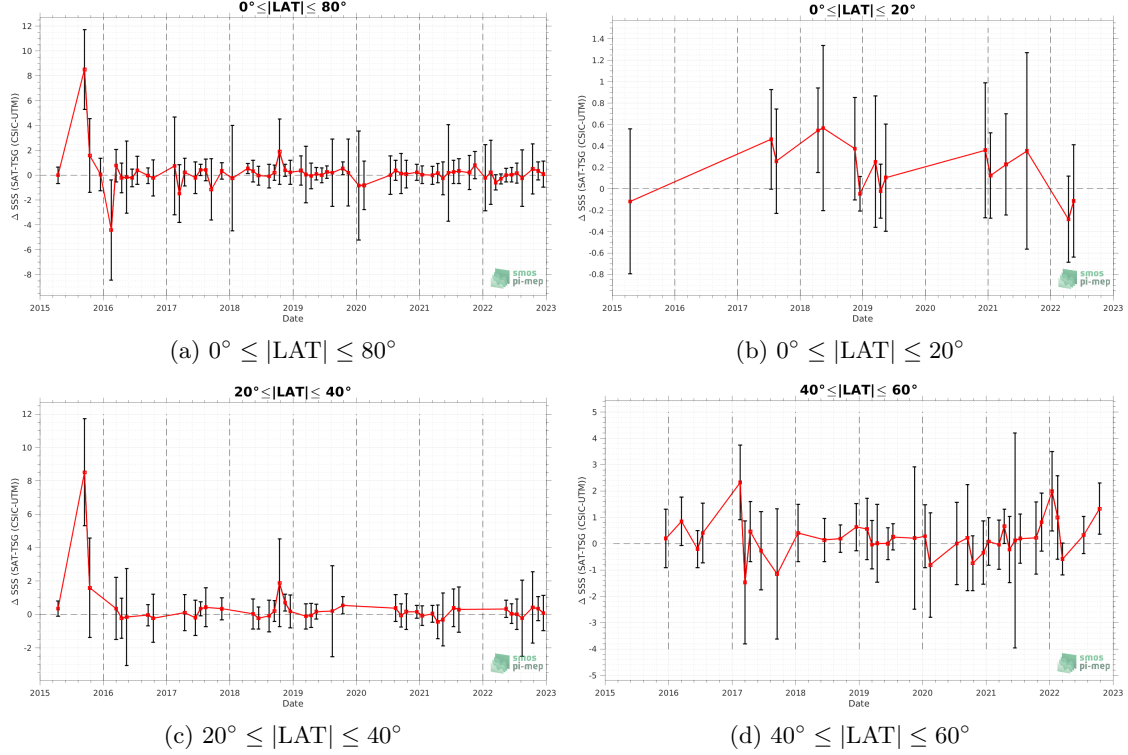 0°≤|LAT|≤ 80°
12
10
8
6
4
2
0
-2
-4
-6
-8
Δ SSS (SAT-TSG (CSIC-UTM))
2015 2016 2017 2018 2019 2020 2021 2022 2023
Date
smos
pi-mep
(a) 0° ≤ |LAT| ≤ 80°
0°≤|LAT|≤ 20°
1.4
1.2
1
0.8
0.6
0.4
0.2
0
-0.2
-0.4
-0.6
-0.8
Δ SSS (SAT-TSG (CSIC-UTM))
2015 2016 2017 2018 2019 2020 2021 2022 2023
Date
smos
pi-mep
(b) 0° ≤ |LAT| ≤ 20°
20°≤|LAT|≤ 40°
12
10
8
6
4
2
0
-2
Δ SSS (SAT-TSG (CSIC-UTM))
2015 2016 2017 2018 2019 2020 2021 2022 2023
Date
smos
pi-mep
(c) 20° ≤ |LAT| ≤ 40°
40°≤|LAT|≤ 60°
5
4
3
2
1
0
-1
-2
-3
-4
-5
Δ SSS (SAT-TSG (CSIC-UTM))
2015 2016 2017 2018 2019 2020 2021 2022 2023
Date
smos
pi-mep
(d) 40° ≤ |LAT| ≤ 60°